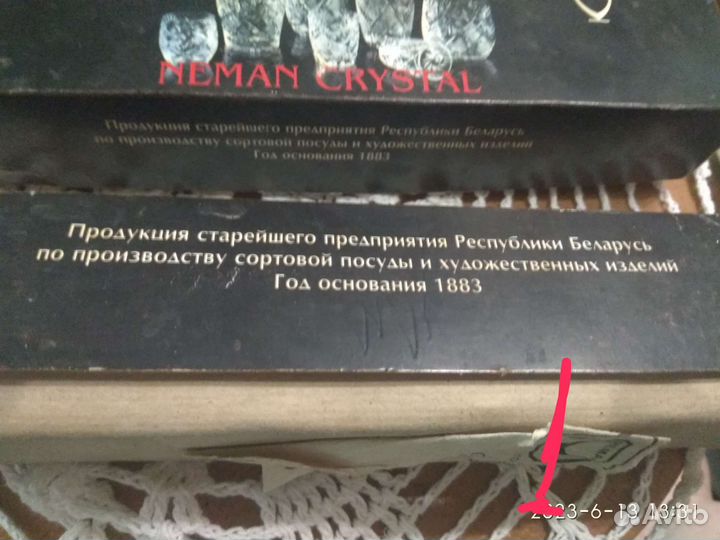 NEMAN CRYSTAL
Продукция старейшего предприятия Республики Беларусь
по производству сортовой посуды и художественных изделий
Год основания 1883
Продукция старейшего предприятия Республики Беларусь
по производству сортовой посуды и художественных изделий
Год основания 1883
2023-6-13 13:31
Avito